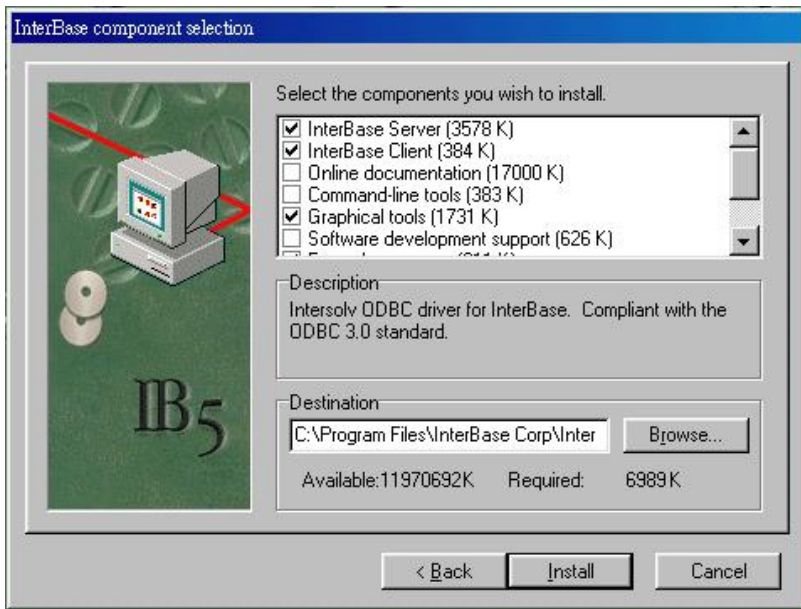 InterBase component selection
Select the components you wish to install.
InterBase Server (3578 K)
InterBase Client (384 K)
Online documentation (17000 K)
Command-line tools (383 K)
Graphical tools (1731 K)
Software development support (626 K)
Description
Intersolv ODBC driver for InterBase.  Compliant with the
ODBC 3.0 standard.
IB5
Destination
C:\Program Files\InterBase Corp\Inter
Browse...
Available:11970692K Required: 6989 K
< Back Install Cancel